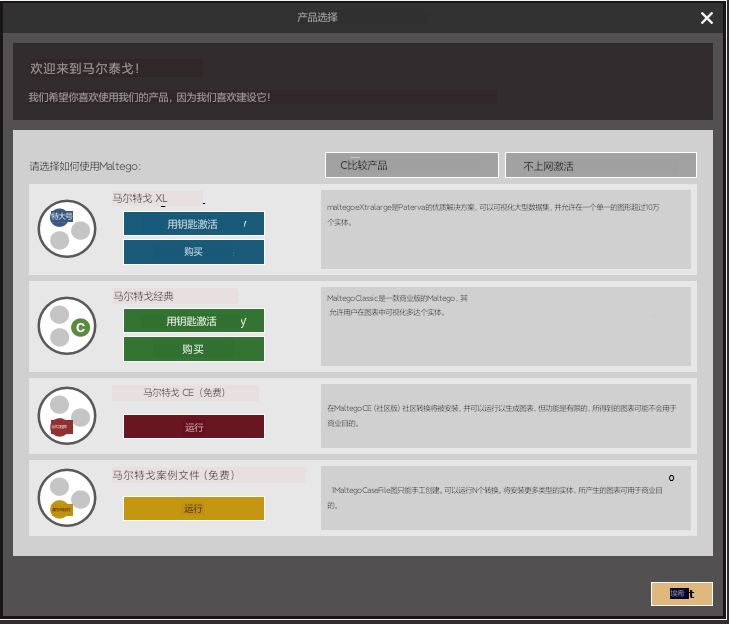 产品选择
欢迎来到马尔泰戈！
我们希望你喜欢使用我们的产品，因为我们喜欢建设它！
请选择如何使用Maltego：
C比较产品
不上网激活
特大号
马尔特戈 XL
用钥匙激活
购买
maltegoeXtralarge是Paterva的优质解决方案，可以可视化大型数据集，并允许在一个单一的图形超过10万
个实体。
C
马尔特戈经典
用钥匙激活 y
购买
MaltegoClassic是一款商业版的Maltego，其
允许用户在图表中可视化多达个实体。
马尔特戈 CE（免费）
运行
在MaltegoCE（社区版）社区转换将被安装，并可以运行以生成图表，但功能是有限的，所得到的图表可能不会用于
商业目的。
马尔特戈案例文件（免费）
运行
1MaltegoCaseFile图只能手工创建，可以运行N个转换。将安装更多类型的实体，所产生的图表可用于商业目
的。
o
埃希 t